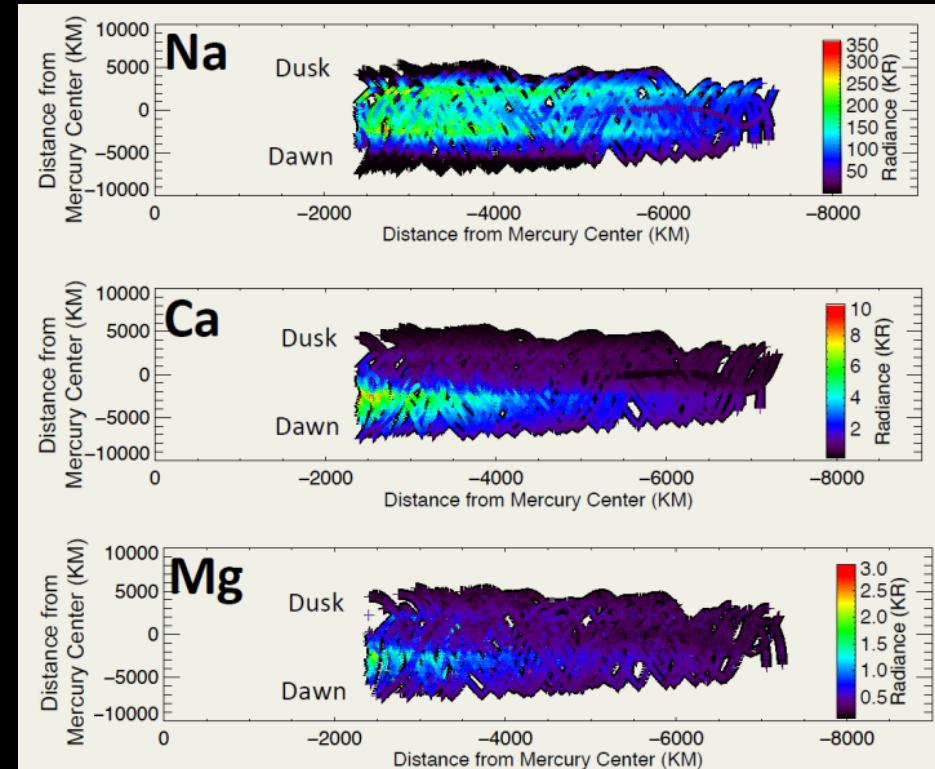 Na
Distance from
Mercury Center (KM)
10000
5000
0
−5000
−10000
Dusk
Dawn
350
300
250
200
150
100
50
Radiance (KR)
0
−2000
−4000
−6000
−8000
Distance from Mercury Center (KM)
Ca
Distance from
Mercury Center (KM)
10000
5000
0
−5000
−10000
Dusk
Dawn
10
8
6
4
2
Radiance (KR)
0
−2000
−4000
−6000
−8000
Distance from Mercury Center (KM)
Mg
Distance from
Mercury Center (KM)
10000
5000
0
−5000
−10000
Dusk
Dawn
3.0
2.5
2.0
1.5
1.0
0.5
Radiance (KR)
0
−2000
−4000
−6000
−8000
Distance from Mercury Center (KM)